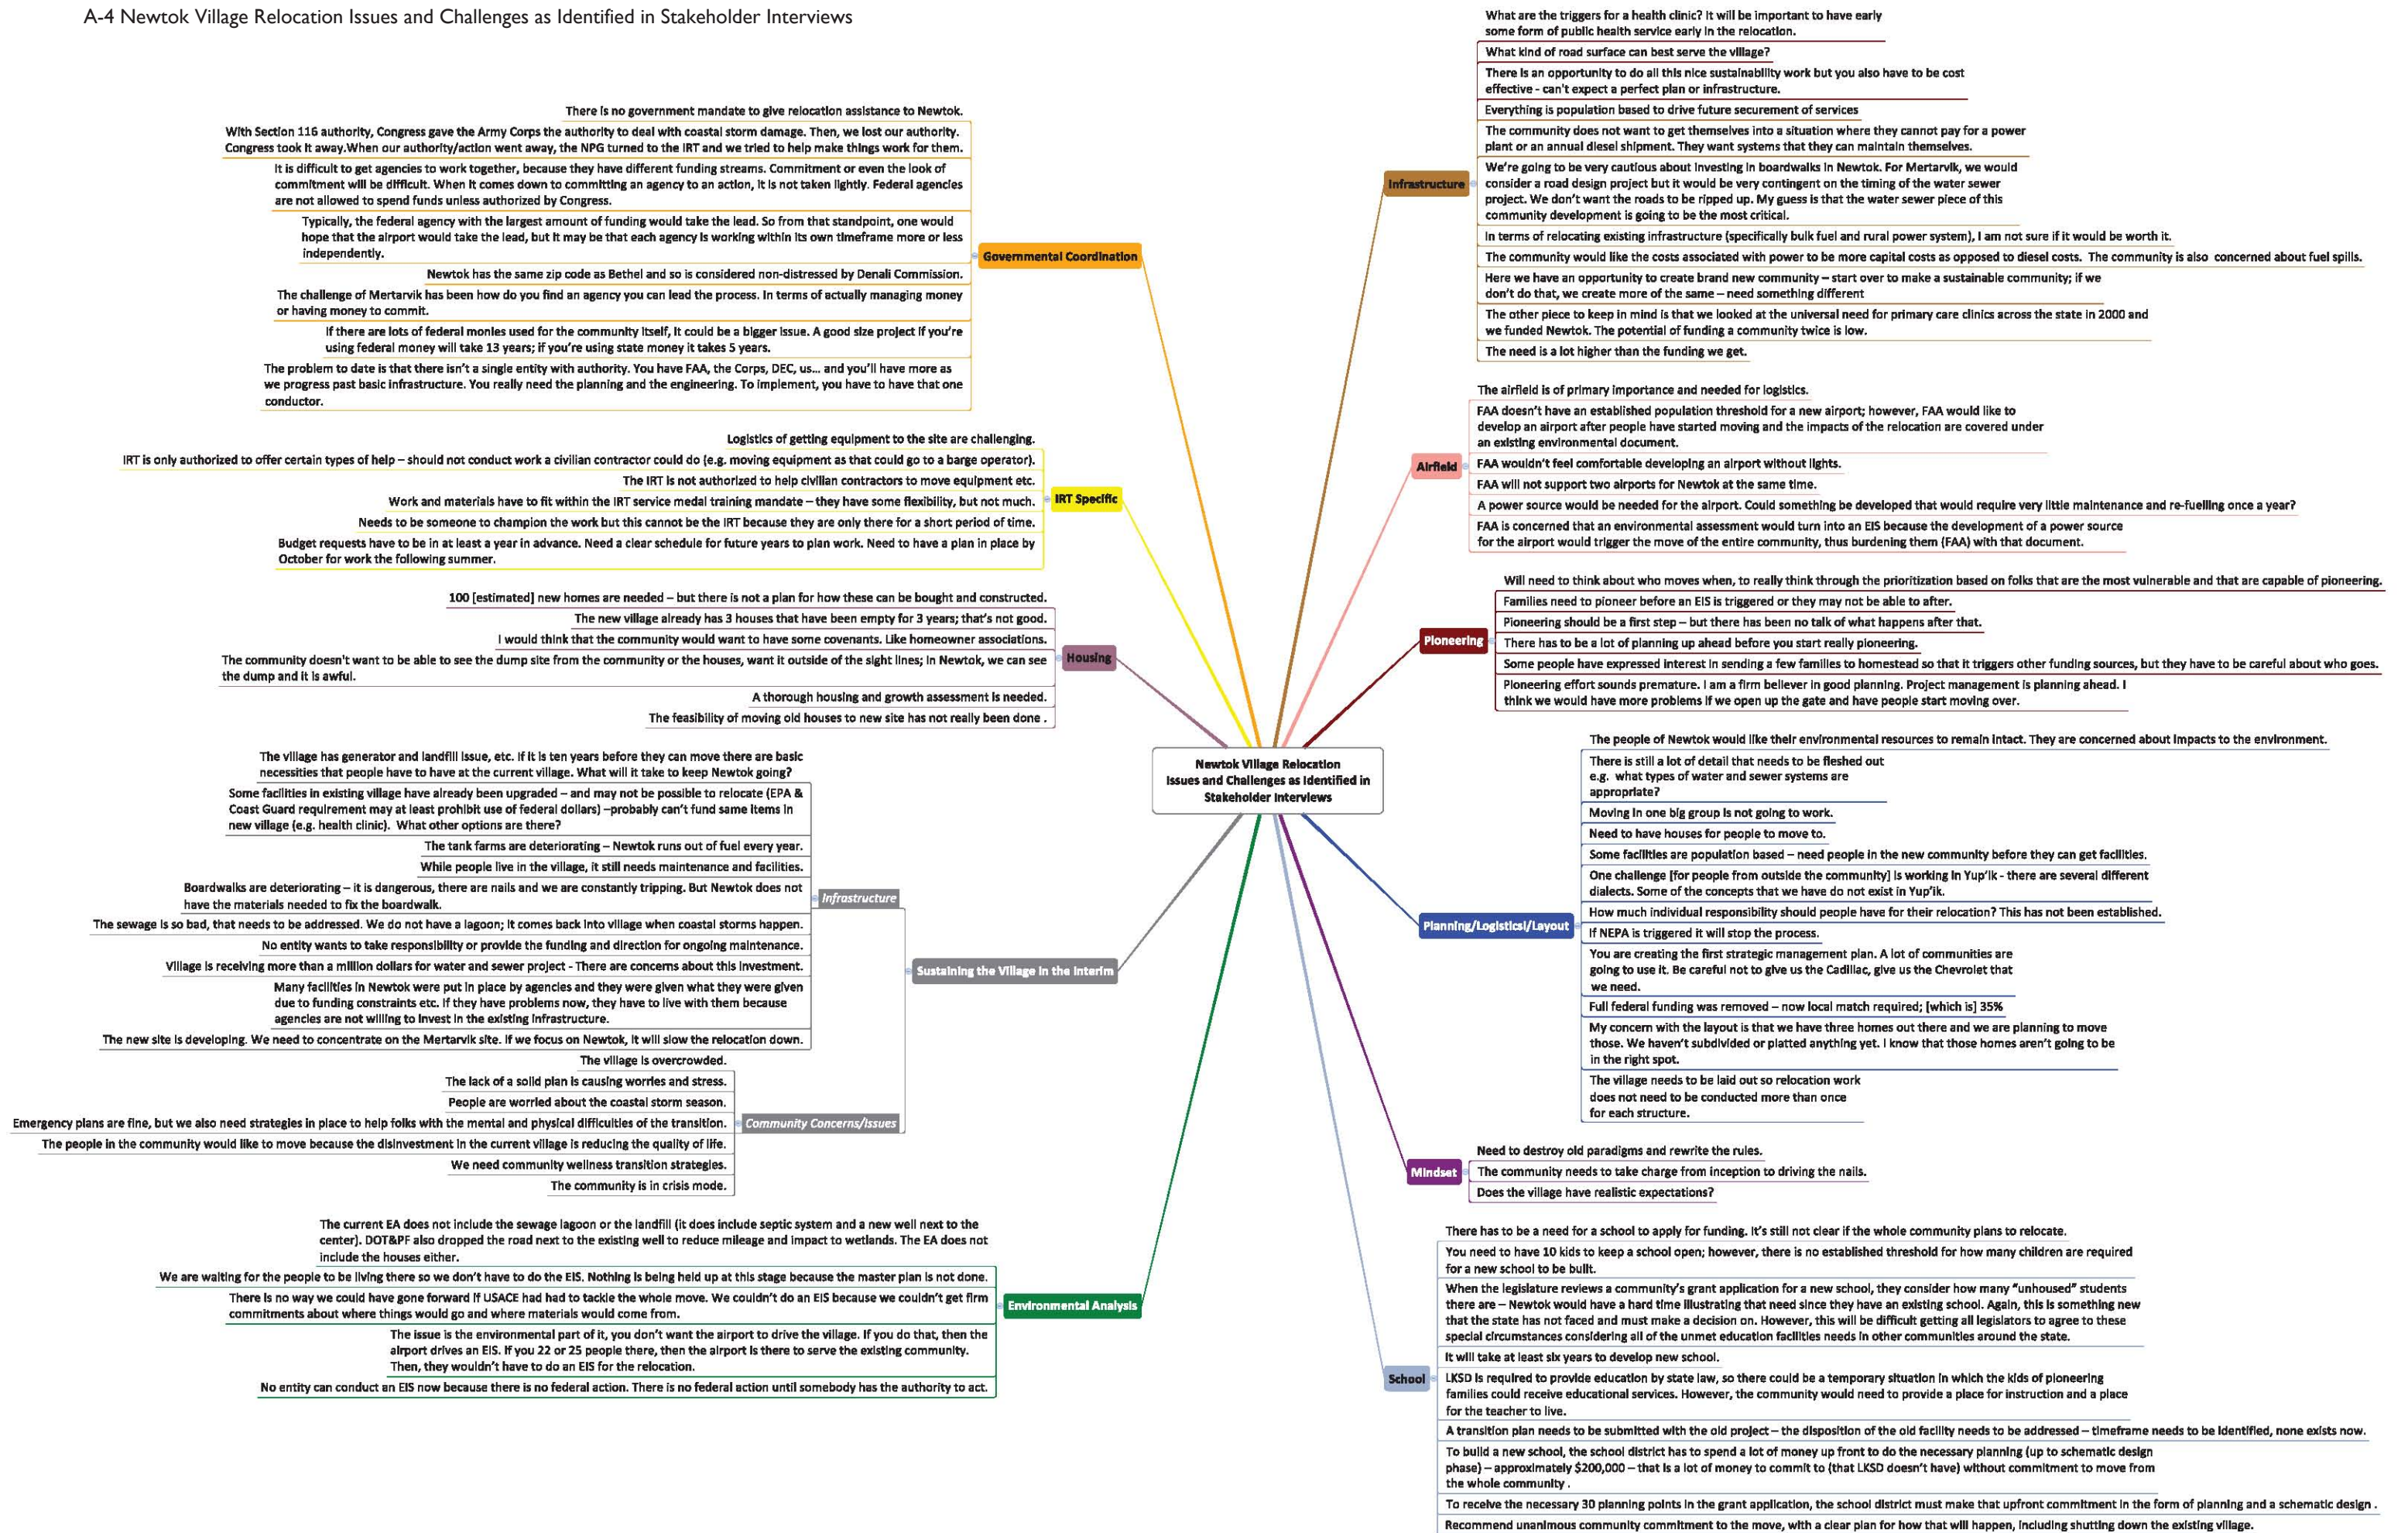 A-4 Newtok Village Relocation Issues and Challenges as Identified in Stakeholder Interviews
There is no government mandate to give relocation assistance to Newtok.
With Section 116 authority, Congress gave the Army Corps the authority to deal with coastal storm damage. Then, we lost our authority.
Congress took it away.When our authority/action went away, the NPG turned to the IRT and we tried to help make things work for them.
It is difficult to get agencies to work together, because they have different funding streams. Commitment or even the look of
commitment will be difficult. When it comes down to committing an agency to an action, it is not taken lightly. Federal agencies
are not allowed to spend funds unless authorized by Congress.
Typically, the federal agency with the largest amount of funding would take the lead. So from that standpoint, one would
hope that the airport would take the lead, but it may be that each agency is working within its own timeframe more or less
independently.
Newtok has the same zip code as Bethel and so is considered non-distressed by Denali Commission.
The challenge of Mertarvik has been how do you find an agency you can lead the process. In terms of actually managing money
or having money to commit.
If there are lots of federal monies used for the community itself, it could be a bigger issue. A good size project if you're
using federal money will take 13 years; if you're using state money it takes 5 years.
The problem to date is that there isn't a single entity with authority. You have FAA, the Corps, DEC, us... and you'll have more as
we progress past basic infrastructure. You really need the planning and the engineering. To implement, you have to have that one
conductor.
Governmental Coordination
Logistics of getting equipment to the site are challenging.
IRT is only authorized to offer certain types of help – should not conduct work a civilian contractor could do (e.g. moving equipment as that could go to a barge operator).
The IRT is not authorized to help civilian contractors to move equipment etc.
Work and materials have to fit within the IRT service medal training mandate – they have some flexibility, but not much.
Needs to be someone to champion the work but this cannot be the IRT because they are only there for a short period of time.
Budget requests have to be in at least a year in advance. Need a clear schedule for future years to plan work. Need to have a plan in place by
October for work the following summer.
IRT Specific
100 [estimated] new homes are needed – but there is not a plan for how these can be bought and constructed.
The new village already has 3 houses that have been empty for 3 years; that's not good.
I would think that the community would want to have some covenants. Like homeowner associations.
The community doesn't want to be able to see the dump site from the community or the houses, want it outside of the sight lines; in Newtok, we can see
the dump and it is awful.
A thorough housing and growth assessment is needed.
The feasibility of moving old houses to new site has not really been done .
Housing
The village has generator and landfill issue, etc. If it is ten years before they can move there are basic
necessities that people have to have at the current village. What will it take to keep Newtok going?
Some facilities in existing village have already been upgraded – and may not be possible to relocate (EPA &
Coast Guard requirement may at least prohibit use of federal dollars) –probably can't fund same items in
new village (e.g. health clinic). What other options are there?
The tank farms are deteriorating – Newtok runs out of fuel every year.
While people live in the village, it still needs maintenance and facilities.
Boardwalks are deteriorating – it is dangerous, there are nails and we are constantly tripping. But Newtok does not
have the materials needed to fix the boardwalk.
The sewage is so bad, that needs to be addressed. We do not have a lagoon; it comes back into village when coastal storms happen.
No entity wants to take responsibility or provide the funding and direction for ongoing maintenance.
Village is receiving more than a million dollars for water and sewer project - There are concerns about this investment.
Many facilities in Newtok were put in place by agencies and they were given what they were given
due to funding constraints etc. If they have problems now, they have to live with them because
agencies are not willing to invest in the existing infrastructure.
The new site is developing. We need to concentrate on the Mertarvik site. If we focus on Newtok, it will slow the relocation down.
Infrastructure
The village is overcrowded.
The lack of a solid plan is causing worries and stress.
People are worried about the coastal storm season.
Emergency plans are fine, but we also need strategies in place to help folks with the mental and physical difficulties of the transition.
The people in the community would like to move because the disinvestment in the current village is reducing the quality of life.
We need community wellness transition strategies.
The community is in crisis mode.
Community Concerns/Issues
Sustaining the Village in the Interim
The current EA does not include the sewage lagoon or the landfill (it does include septic system and a new well next to the
center). DOT&PF also dropped the road next to the existing well to reduce mileage and impact to wetlands. The EA does not
include the houses either.
We are waiting for the people to be living there so we don't have to do the EIS. Nothing is being held up at this stage because the master plan is not done.
There is no way we could have gone forward if USACE had had to tackle the whole move. We couldn't do an EIS because we couldn't get firm
commitments about where things would go and where materials would come from.
The issue is the environmental part of it, you don't want the airport to drive the village. If you do that, then the
airport drives an EIS. If you 22 or 25 people there, then the airport is there to serve the existing community.
Then, they wouldn't have to do an EIS for the relocation.
No entity can conduct an EIS now because there is no federal action. There is no federal action until somebody has the authority to act.
Environmental Analysis
Newtok Village Relocation
Issues and Challenges as Identified in
Stakeholder Interviews
What are the triggers for a health clinic? It will be important to have early
some form of public health service early in the relocation.
What kind of road surface can best serve the village?
There is an opportunity to do all this nice sustainability work but you also have to be cost
effective - can't expect a perfect plan or infrastructure.
Everything is population based to drive future securement of services
The community does not want to get themselves into a situation where they cannot pay for a power
plant or an annual diesel shipment. They want systems that they can maintain themselves.
We're going to be very cautious about investing in boardwalks in Newtok. For Mertarvik, we would
consider a road design project but it would be very contingent on the timing of the water sewer
project. We don't want the roads to be ripped up. My guess is that the water sewer piece of this
community development is going to be the most critical.
In terms of relocating existing infrastructure (specifically bulk fuel and rural power system), I am not sure if it would be worth it.
The community would like the costs associated with power to be more capital costs as opposed to diesel costs. The community is also concerned about fuel spills.
Here we have an opportunity to create brand new community – start over to make a sustainable community; if we
don't do that, we create more of the same – need something different
The other piece to keep in mind is that we looked at the universal need for primary care clinics across the state in 2000 and
we funded Newtok. The potential of funding a community twice is low.
The need is a lot higher than the funding we get.
Infrastructure
The airfield is of primary importance and needed for logistics.
FAA doesn't have an established population threshold for a new airport; however, FAA would like to
develop an airport after people have started moving and the impacts of the relocation are covered under
an existing environmental document.
FAA wouldn't feel comfortable developing an airport without lights.
FAA will not support two airports for Newtok at the same time.
A power source would be needed for the airport. Could something be developed that would require very little maintenance and re-fuelling once a year?
FAA is concerned that an environmental assessment would turn into an EIS because the development of a power source
for the airport would trigger the move of the entire community, thus burdening them (FAA) with that document.
Airfield
Will need to think about who moves when, to really think through the prioritization based on folks that are the most vulnerable and that are capable of pioneering.
Families need to pioneer before an EIS is triggered or they may not be able to after.
Pioneering should be a first step – but there has been no talk of what happens after that.
There has to be a lot of planning up ahead before you start really pioneering.
Some people have expressed interest in sending a few families to homestead so that it triggers other funding sources, but they have to be careful about who goes.
Pioneering effort sounds premature. I am a firm believer in good planning. Project management is planning ahead. I
think we would have more problems if we open up the gate and have people start moving over.
Pioneering
The people of Newtok would like their environmental resources to remain intact. They are concerned about impacts to the environment.
There is still a lot of detail that needs to be fleshed out
e.g. what types of water and sewer systems are
appropriate?
Moving in one big group is not going to work.
Need to have houses for people to move to.
Some facilities are population based – need people in the new community before they can get facilities.
One challenge [for people from outside the community] is working in Yup'ik - there are several different
dialects. Some of the concepts that we have do not exist in Yup'ik.
How much individual responsibility should people have for their relocation? This has not been established.
If NEPA is triggered it will stop the process.
You are creating the first strategic management plan. A lot of communities are
going to use it. Be careful not to give us the Cadillac, give us the Chevrolet that
we need.
Full federal funding was removed – now local match required; [which is] 35%
My concern with the layout is that we have three homes out there and we are planning to move
those. We haven't subdivided or platted anything yet. I know that those homes aren't going to be
in the right spot.
The village needs to be laid out so relocation work
does not need to be conducted more than once
for each structure.
Planning/Logistics/Layout
Need to destroy old paradigms and rewrite the rules.
The community needs to take charge from inception to driving the nails.
Does the village have realistic expectations?
Mindset
There has to be a need for a school to apply for funding. It's still not clear if the whole community plans to relocate.
You need to have 10 kids to keep a school open; however, there is no established threshold for how many children are required
for a new school to be built.
When the legislature reviews a community's grant application for a new school, they consider how many "unhoused" students
there are – Newtok would have a hard time illustrating that need since they have an existing school. Again, this is something new
that the state has not faced and must make a decision on. However, this will be difficult getting all legislators to agree to these
special circumstances considering all of the unmet education facilities needs in other communities around the state.
It will take at least six years to develop new school.
LKSD is required to provide education by state law, so there could be a temporary situation in which the kids of pioneering
families could receive educational services. However, the community would need to provide a place for instruction and a place
for the teacher to live.
A transition plan needs to be submitted with the old project – the disposition of the old facility needs to be addressed – timeframe needs to be identified, none exists now.
To build a new school, the school district has to spend a lot of money up front to do the necessary planning (up to schematic design
phase) – approximately $200,000 – that is a lot of money to commit to (that LKSD doesn't have) without commitment to move from
the whole community .
To receive the necessary 30 planning points in the grant application, the school district must make that upfront commitment in the form of planning and a schematic design .
Recommend unanimous community commitment to the move, with a clear plan for how that will happen, including shutting down the existing village.
School